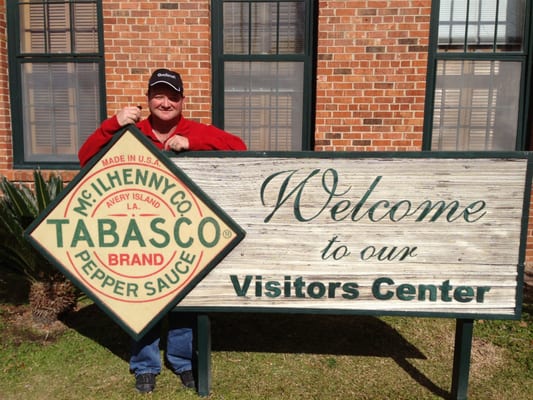 MADE IN U.S.A.
McILHENNY CO.
AVERY ISLAND
LA.
TABASCO®
BRAND
PEPPER SAUCE
Welcome
to our
Visitors Center